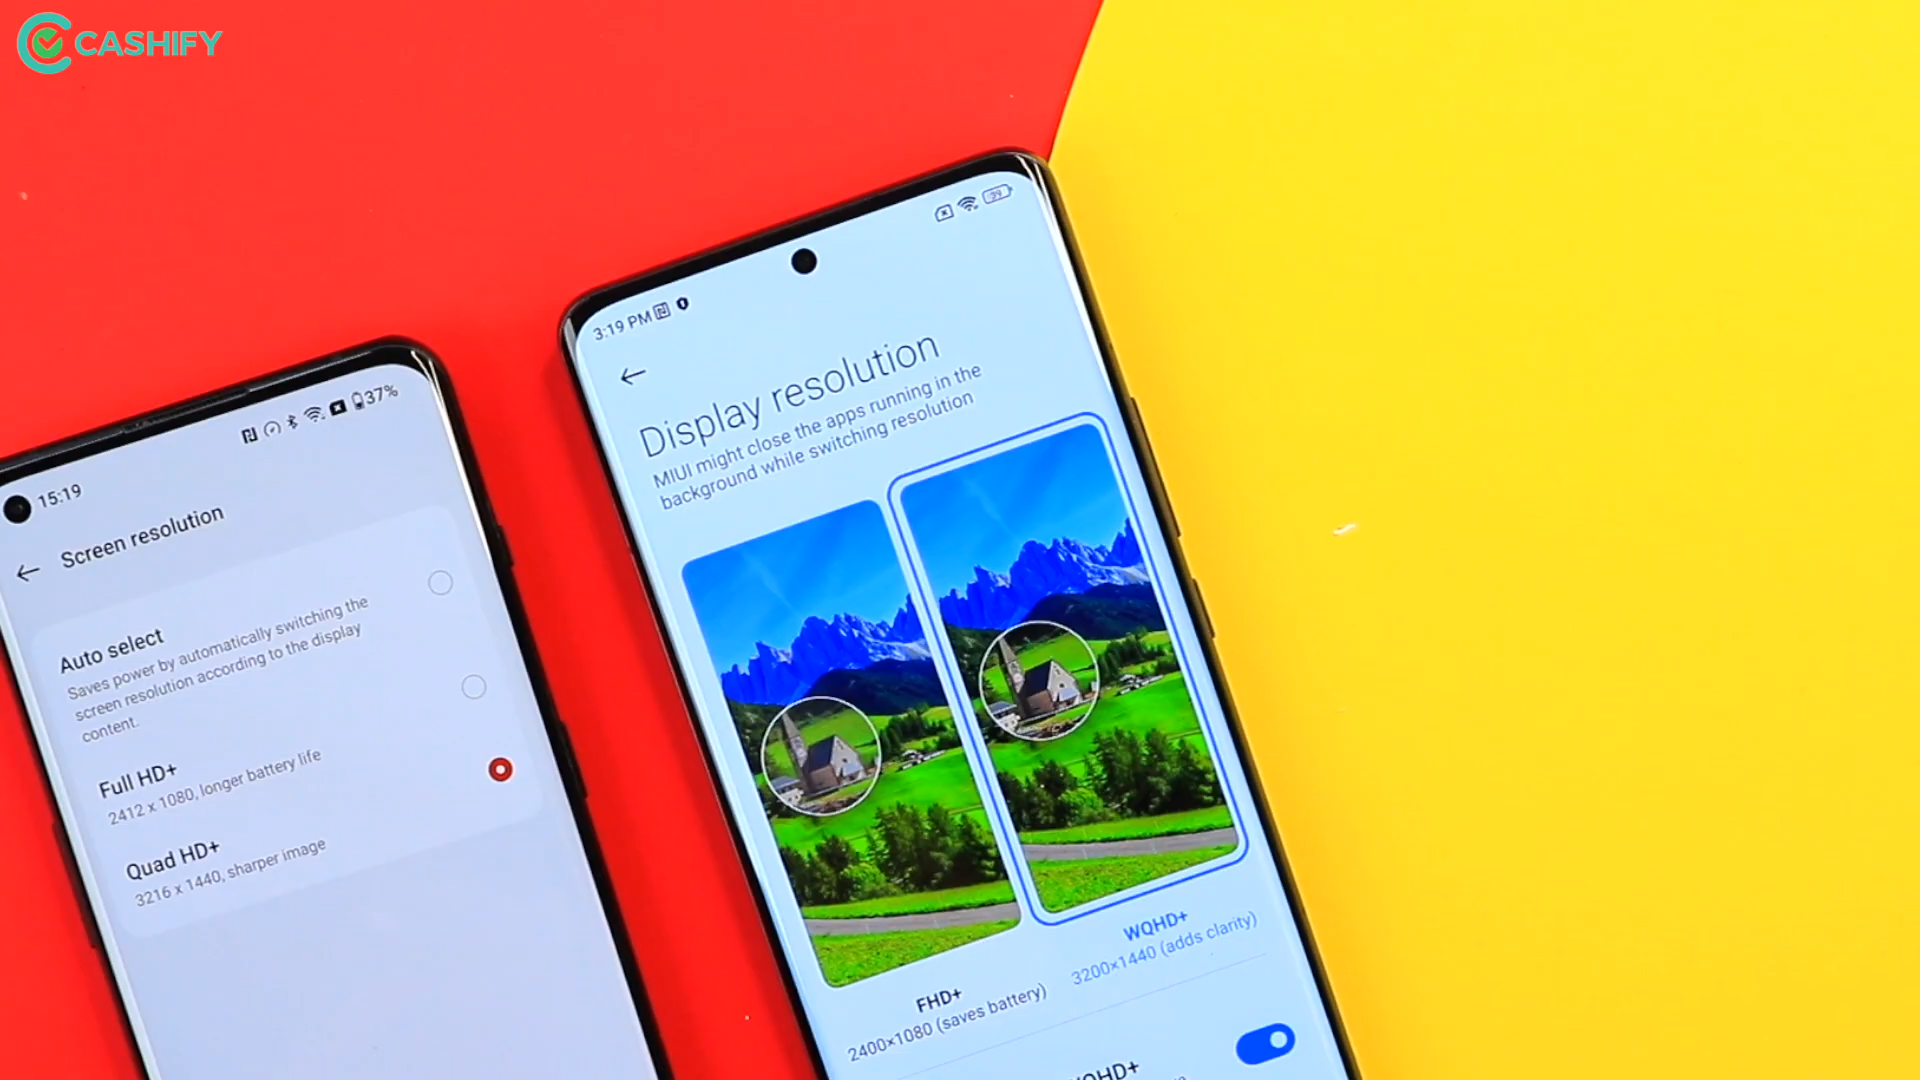 CASHIFY
15:19
37%
Screen resolution
Auto select
Saves power by automatically switching the
screen resolution according to the display
content.
Full HD+
2412 x 1080, longer battery life
Quad HD+
3216 x 1440, sharper image
3:19 PM
39
Display resolution
MIUI might close the apps running in the
background while switching resolution
FHD+
2400×1080 (saves battery)
WQHD+
3200×1440 (adds clarity)